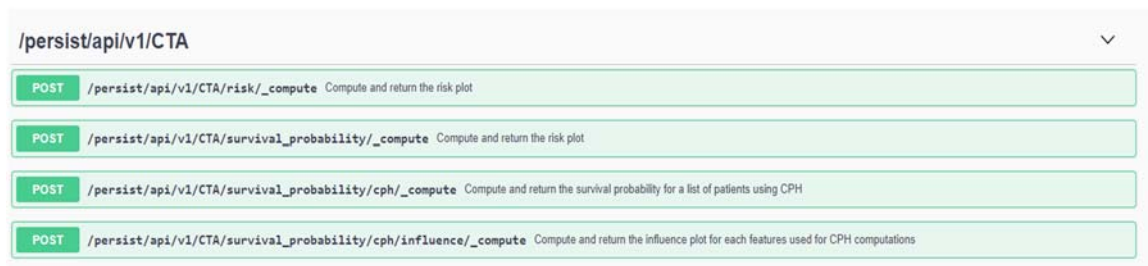 /persist/api/v1/CTA
POST /persist/api/v1/CTA/risk/_compute Compute and return the risk plot
POST /persist/api/v1/CTA/survival_probability/_compute Compute and return the risk plot
POST /persist/api/v1/CTA/survival_probability/cph/_compute Compute and return the survival probability for a list of patients using CPH
POST /persist/api/v1/CTA/survival_probability/cph/influence/_compute Compute and return the influence plot for each features used for CPH computations